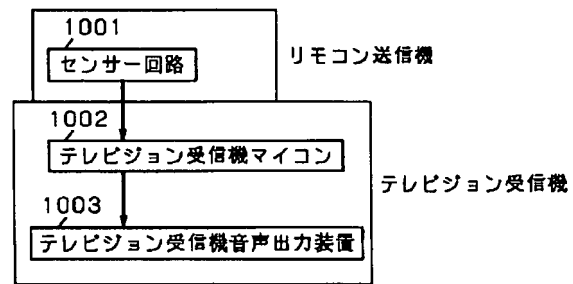 1001
センサー回路
リモコン送信機
1002
テレビジョン受信機マイコン
テレビジョン受信機
1003
テレビジョン受信機音声出力装置